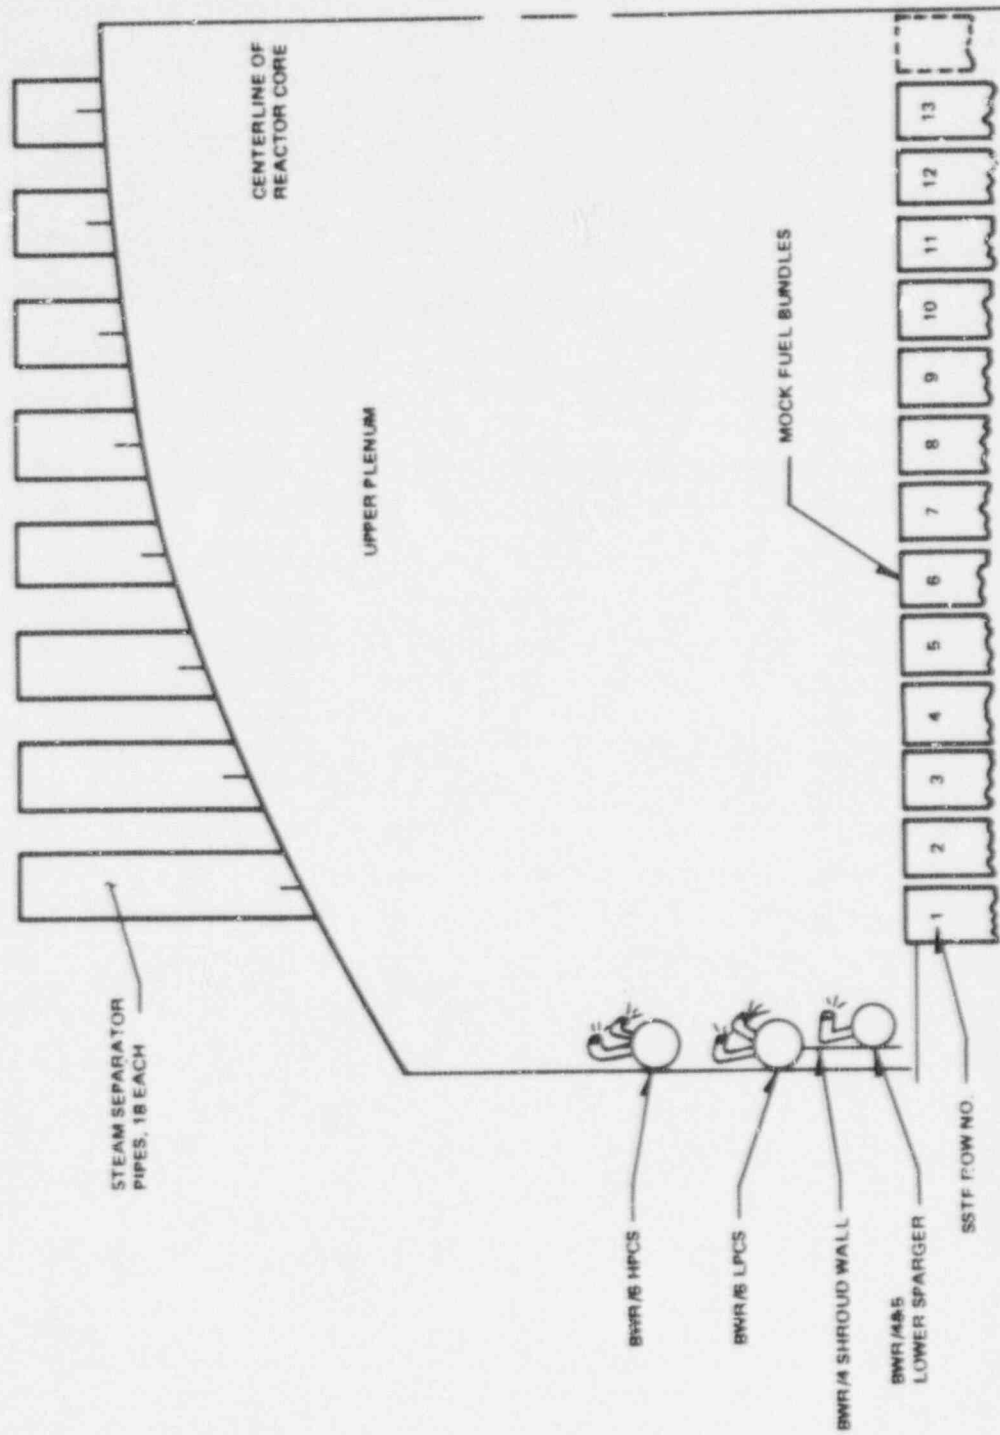 CENTERLINE OF
REACTOR CORE
UPPER PLENUM
MOCK FUEL BUNDLES
STEAM SEPARATOR
PIPES, 18 EACH
BWR/6 HPCS
BWR/6 LPCS
BWR/4 SHROUD WALL
BWR/4&5
LOWER SPARGER
SSTF ROW NO.
1
2
3
4
5
6
7
8
9
10
11
12
13